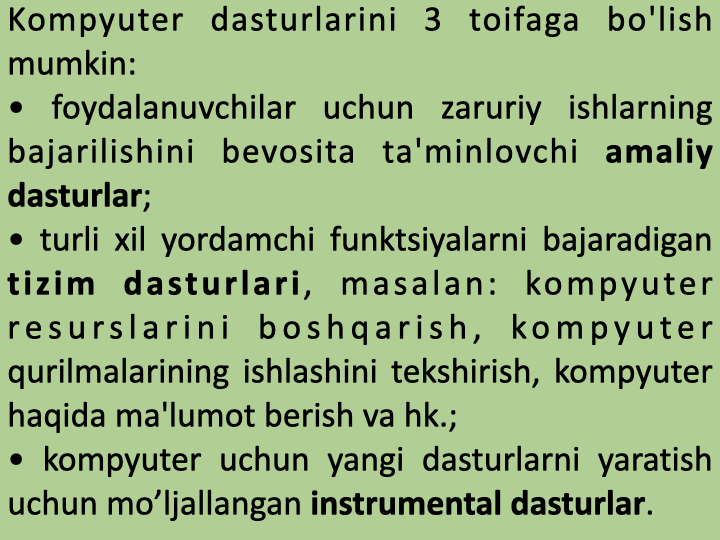 Kompyuter dasturlarini 3 toifaga bo'lish
mumkin:
• foydalanuvchilar uchun zaruriy ishlarning
bajarilishini bevosita ta'minlovchi amaliy
dasturlar;
• turli xil yordamchi funktsiyalarni bajaradigan
tizim dasturlari, masalan: kompyuter
resurslarini boshqarish, kompyuter
qurilmalarining ishlashini tekshirish, kompyuter
haqida ma'lumot berish va hk.;
• kompyuter uchun yangi dasturlarni yaratish
uchun mo’ljallangan instrumental dasturlar.